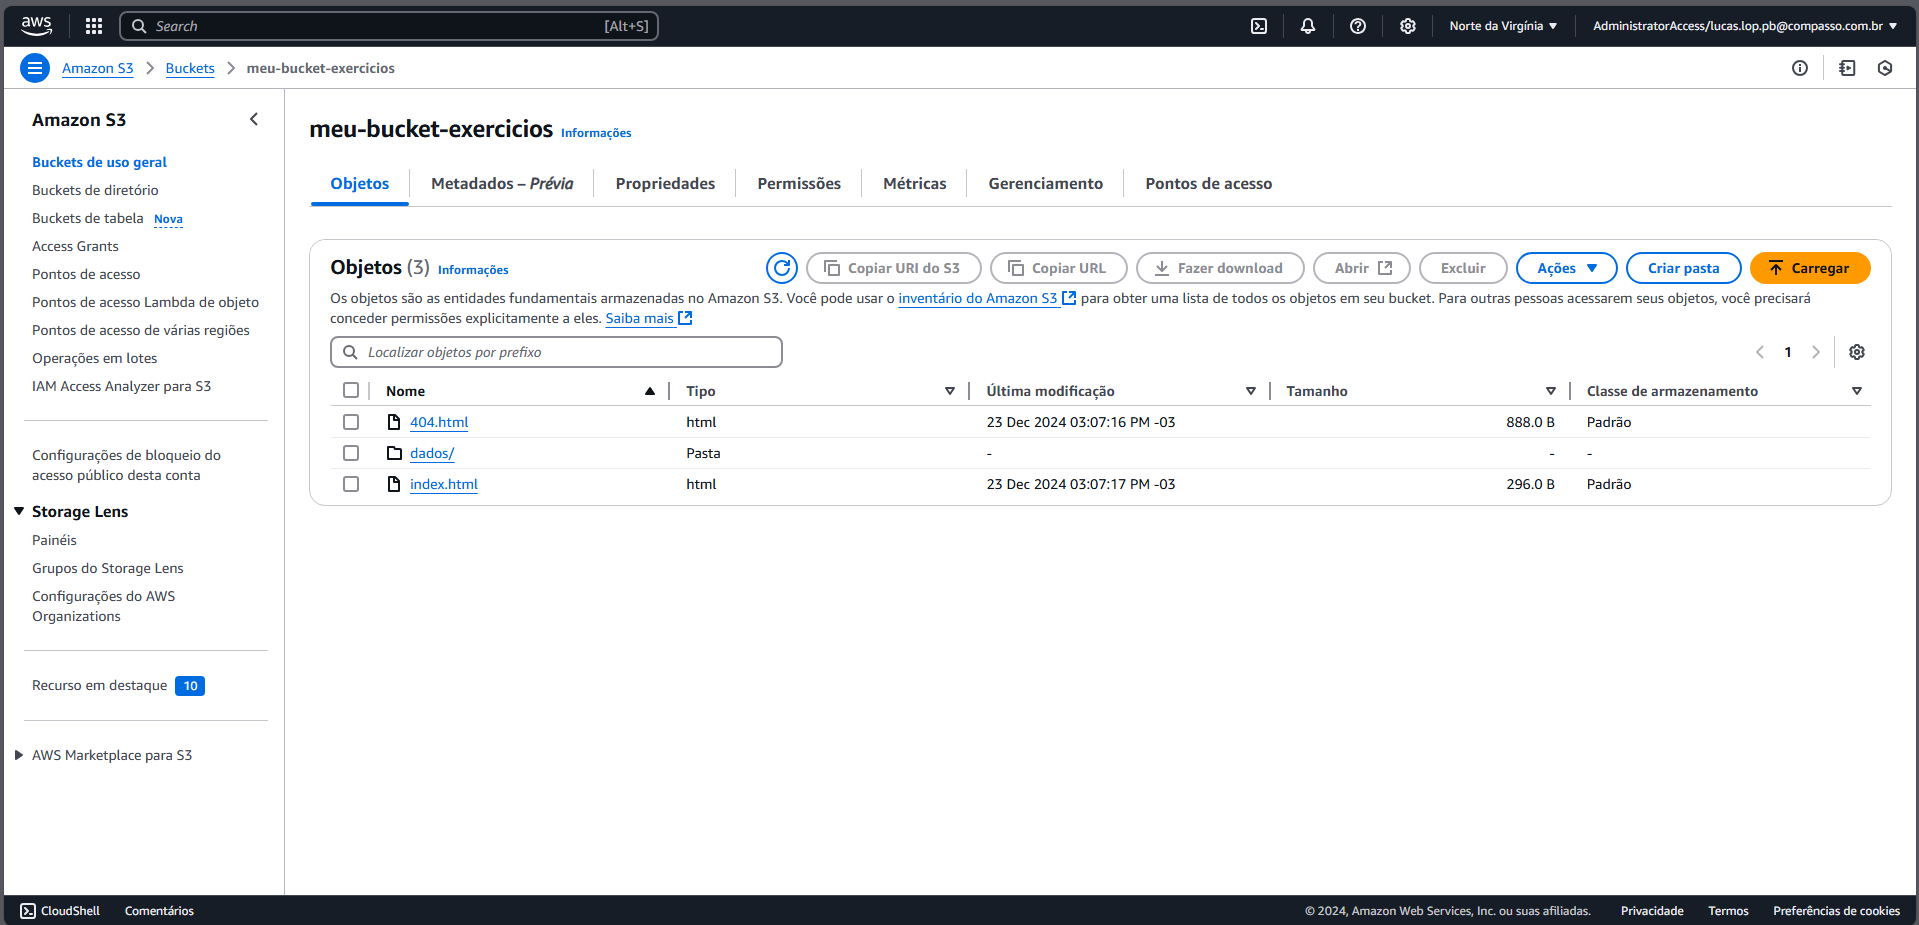 aws
Search [Alt+S]
Norte da Virgínia
AdministratorAccess/lucas.lop.pb@compasso.com.br
Amazon S3 Buckets meu-bucket-exercicios
Amazon S3
Buckets de uso geral
Buckets de diretório
Buckets de tabela Nova
Access Grants
Pontos de acesso
Pontos de acesso Lambda de objeto
Pontos de acesso de várias regiões
Operações em lotes
IAM Access Analyzer para S3
Configurações de bloqueio do
acesso público desta conta
Storage Lens
Painéis
Grupos do Storage Lens
Configurações do AWS
Organizations
Recurso em destaque 10
AWS Marketplace para S3
meu-bucket-exercicios Informações
Objetos Metadados – Prévia Propriedades Permissões Métricas Gerenciamento Pontos de acesso
Objetos (3) Informações
Copiar URI do S3 Copiar URL Fazer download Abrir Excluir Ações Criar pasta Carregar
Os objetos são as entidades fundamentais armazenadas no Amazon S3. Você pode usar o inventário do Amazon S3 para obter uma lista de todos os objetos em seu bucket. Para outras pessoas acessarem seus objetos, você precisará
conceder permissões explicitamente a eles. Saiba mais
Localizar objetos por prefixo
1
Nome Tipo Última modificação Tamanho Classe de armazenamento
404.html html 23 Dec 2024 03:07:16 PM -03 888.0 B Padrão
dados/ Pasta - - -
index.html html 23 Dec 2024 03:07:17 PM -03 296.0 B Padrão
CloudShell Comentários © 2024, Amazon Web Services, Inc. ou suas afiliadas. Privacidade Termos Preferências de cookies